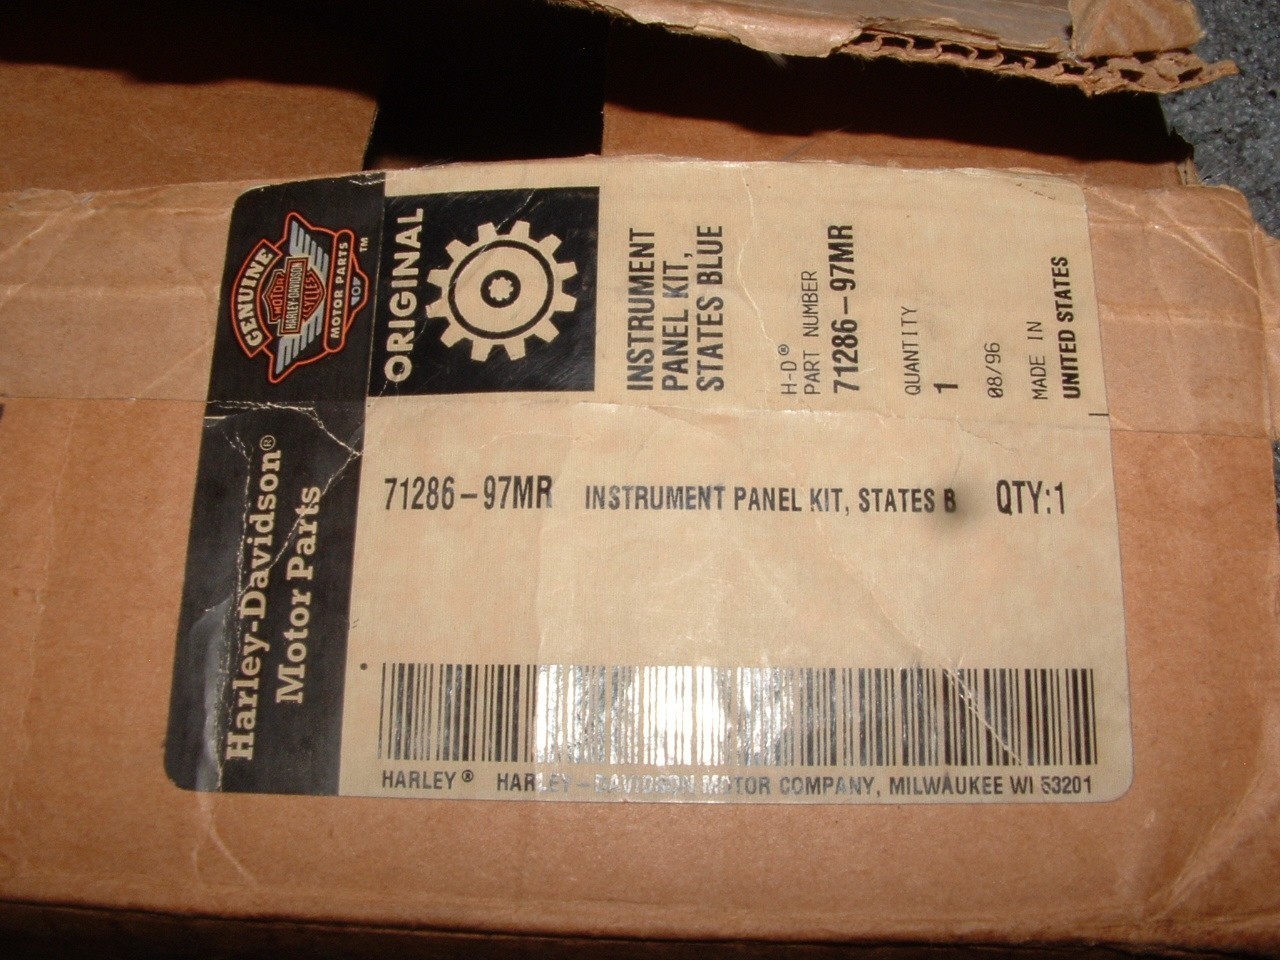 GENUINE
MOTOR
HARLEY-DAVIDSON
CYCLES
MOTOR PARTS
TM
ORIGINAL
INSTRUMENT
PANEL KIT,
STATES BLUE
H-D®
PART NUMBER
71286-97MR
QUANTITY
1
08/96
MADE IN
UNITED STATES
Harley-Davidson®
Motor Parts
71286-97MR INSTRUMENT PANEL KIT, STATES B QTY:1
HARLEY® HARLEY-DAVIDSON MOTOR COMPANY, MILWAUKEE WI 53201